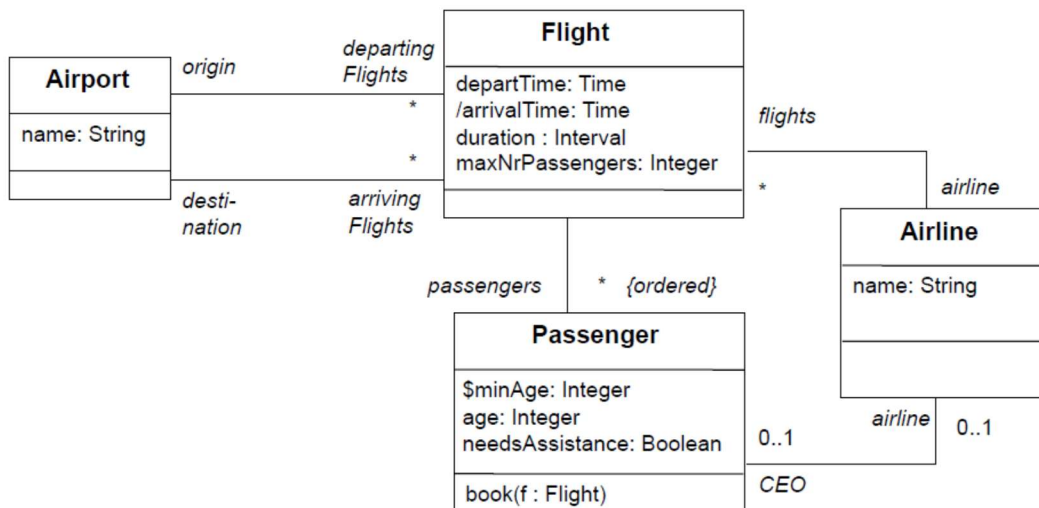 Airport
name: String
origin
departing
Flights
*
*
desti-
nation
arriving
Flights
Flight
departTime: Time
/arrivalTime: Time
duration : Interval
maxNrPassengers: Integer
flights
*
airline
Airline
name: String
passengers
* {ordered}
Passenger
$minAge: Integer
age: Integer
needsAssistance: Boolean
book(f : Flight)
0..1
CEO
airline
0..1